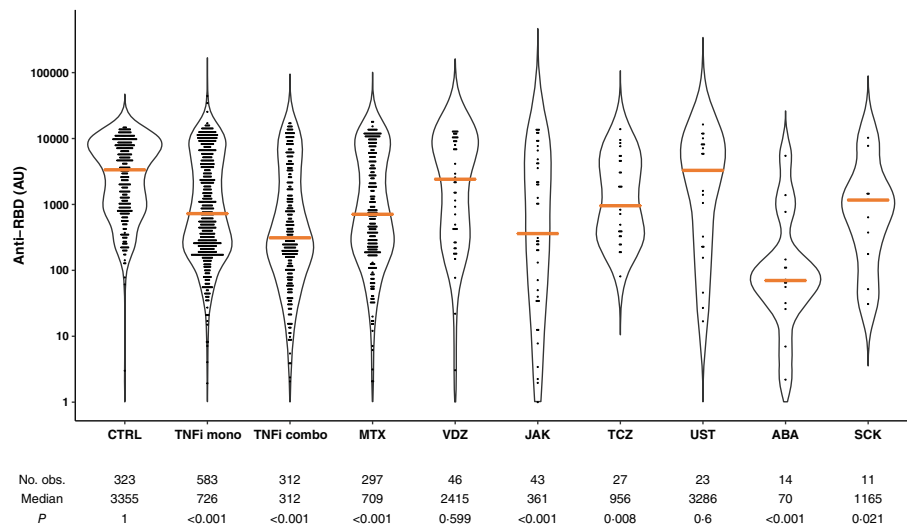 100000
10000
1000
100
10
1
Anti–RBD (AU)
CTRL TNFi mono TNFi combo MTX VDZ JAK TCZ UST ABA SCK
No. obs. 323 583 312 297 46 43 27 23 14 11
Median 3355 726 312 709 2415 361 956 3286 70 1165
P 1 <0·001 <0·001 <0·001 0·599 <0·001 0·008 0·6 <0·001 0·021